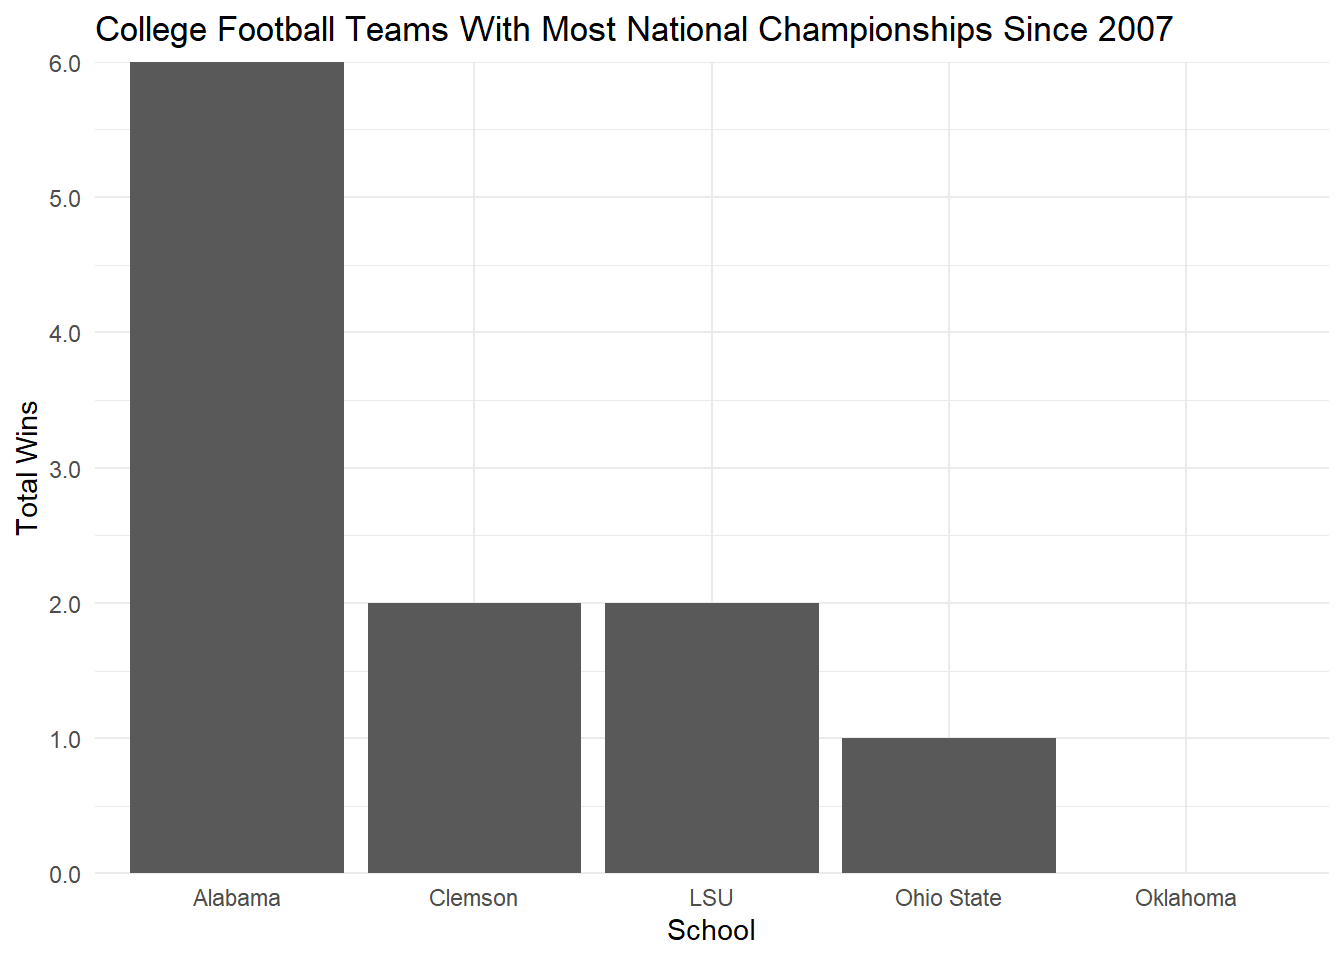 College Football Teams With Most National Championships Since 2007
6.0
5.0
4.0
3.0
2.0
1.0
0.0
Total Wins
Alabama Clemson LSU Ohio State Oklahoma
School